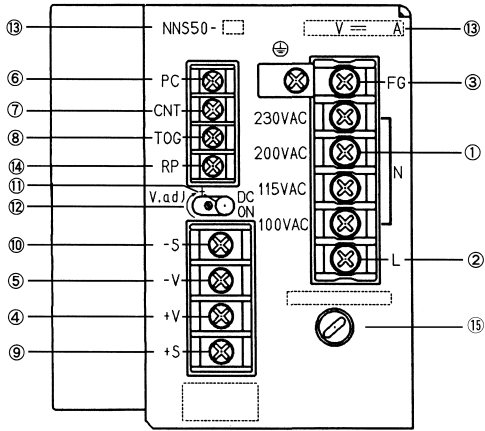 ⑬ NNS50- V ⎓ A ⑬
⑥ PC FG ③
⑦ CNT 230VAC
⑧ TOG 200VAC N ①
⑭ RP 115VAC
⑪ + DC
⑫ V.adj ON
100VAC
⑩ -S L ②
⑤ -V
④ +V ⑮
⑨ +S